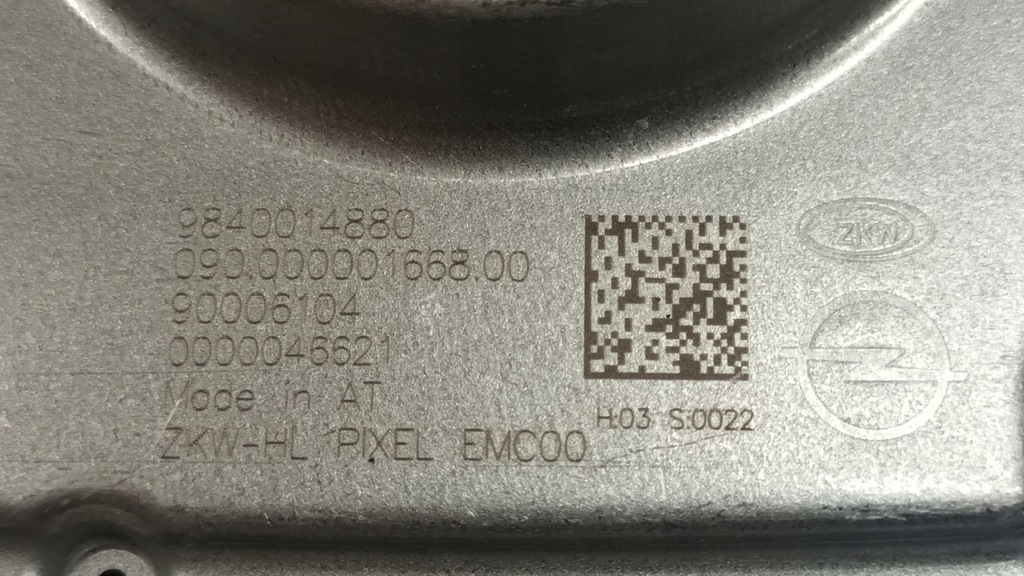 9840014880
090.000001668.00
90006104
0000046621
Made in AT
ZKW-HL PIXEL EMC00
H:03 S:0022
ZKW